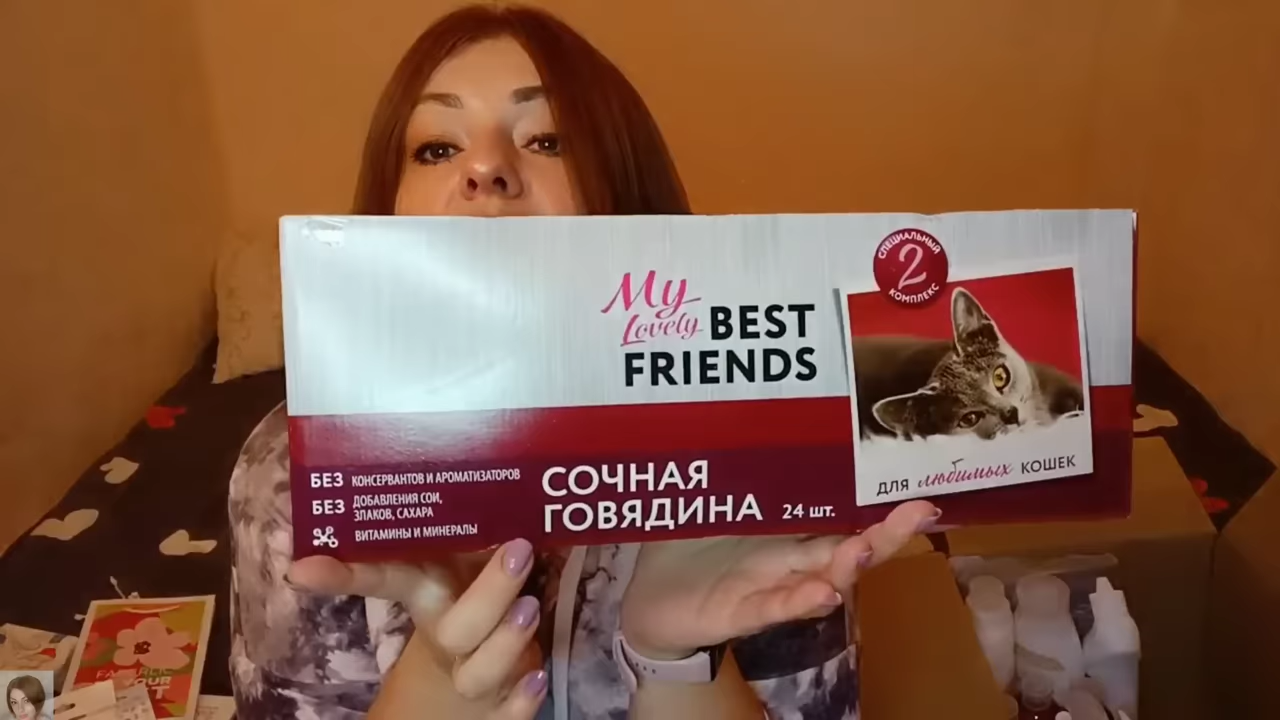 My
Lovely BEST
FRIENDS
СПЕЦИАЛЬНЫЙ
2
КОМПЛЕКС
ДЛЯ любимых КОШЕК
БЕЗ КОНСЕРВАНТОВ И АРОМАТИЗАТОРОВ
БЕЗ ДОБАВЛЕНИЯ СОИ,
ЗЛАКОВ, САХАРА
ВИТАМИНЫ И МИНЕРАЛЫ
СОЧНАЯ
ГОВЯДИНА 24 шт.
YOUR